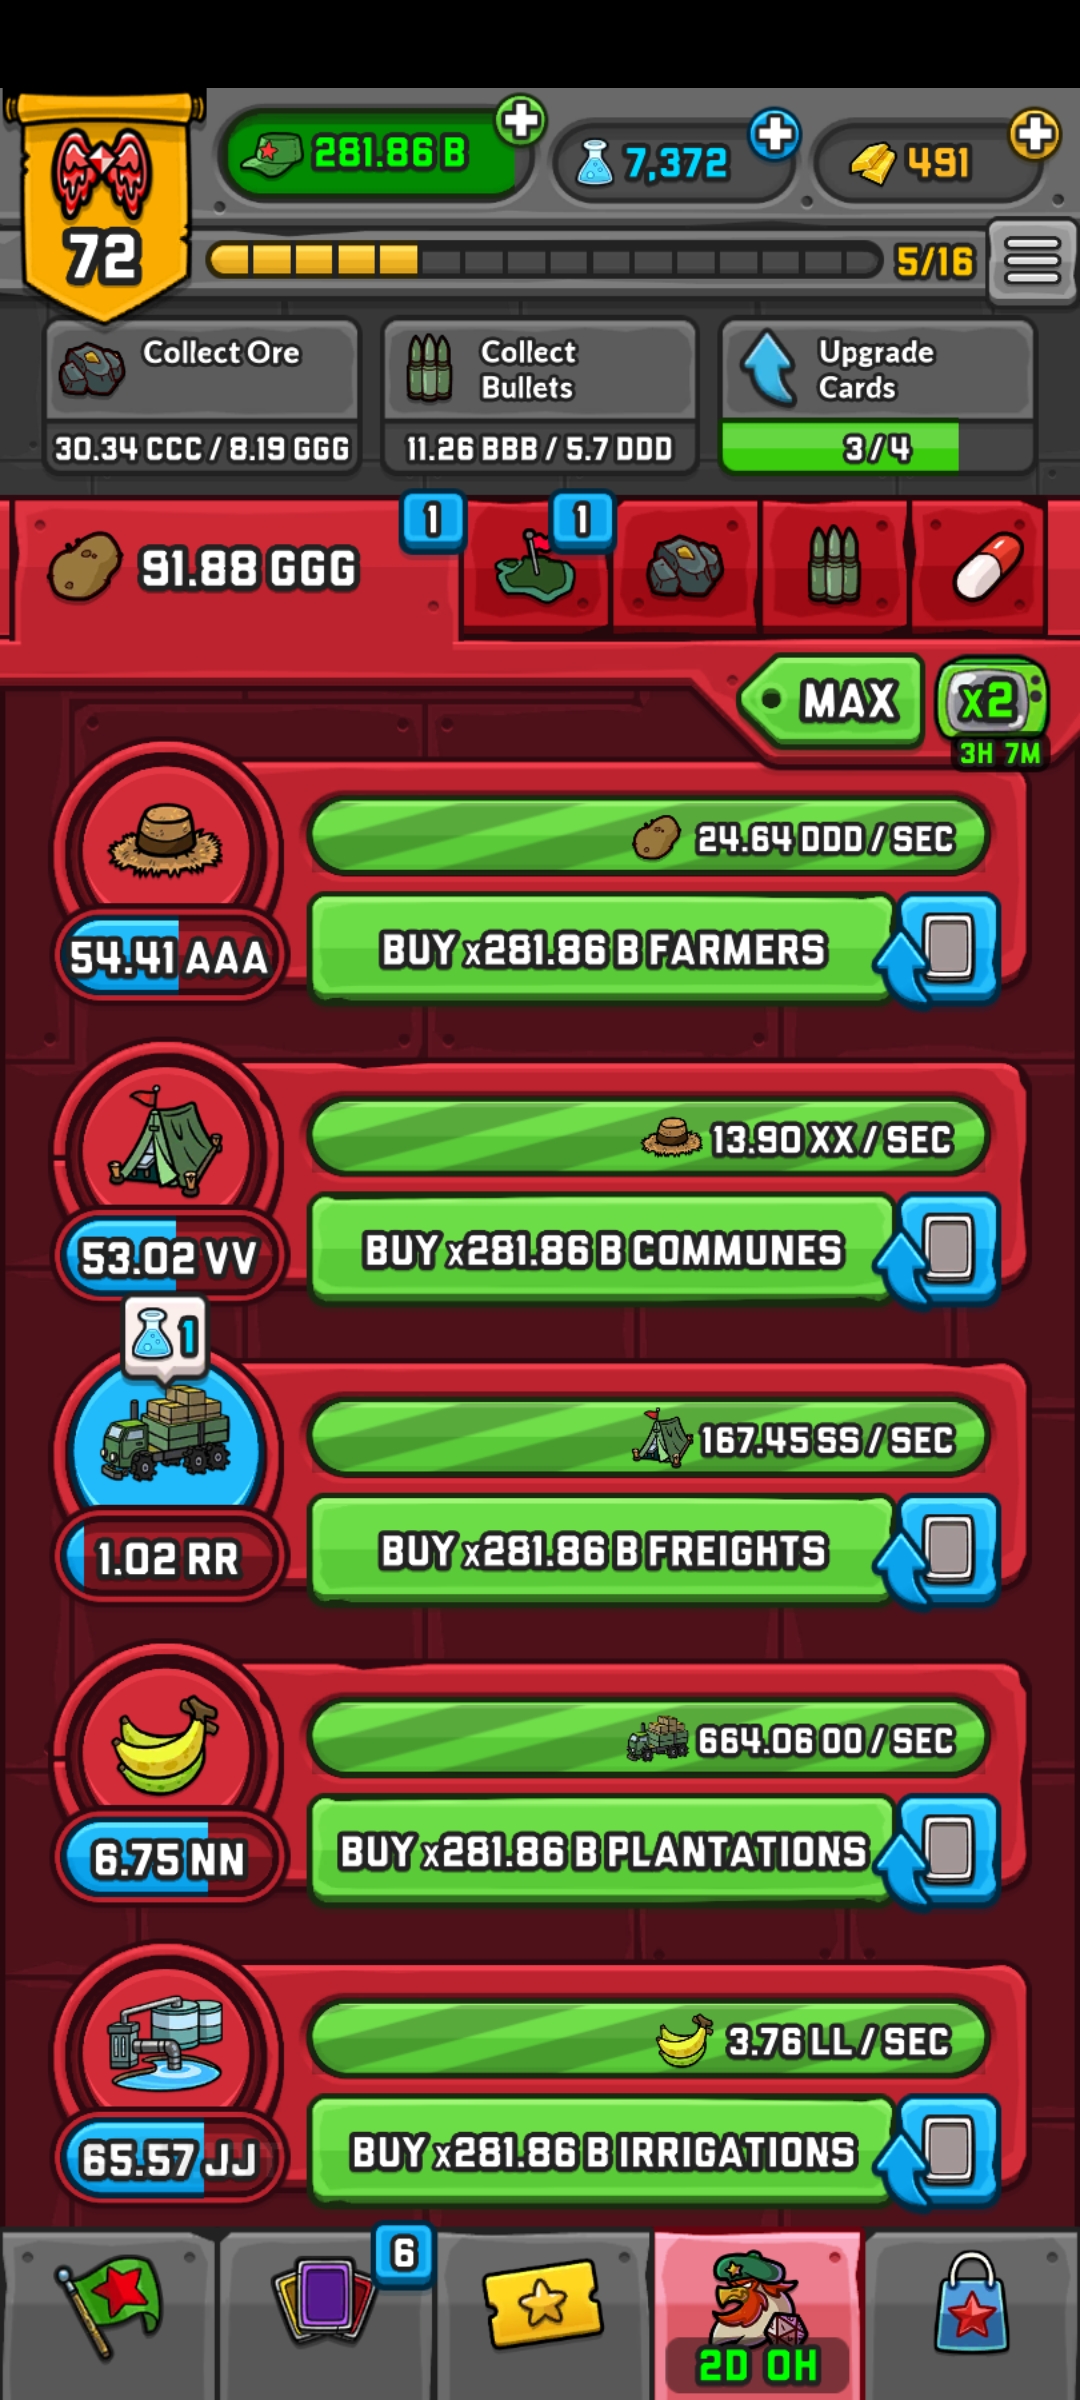 281.86 B
7,372
491
72
5/16
Collect Ore
30.34 CCC / 8.19 GGG
Collect
Bullets
11.26 BBB / 5.7 DDD
Upgrade
Cards
3/4
91.88 GGG
1
1
MAX
x2
3H 7M
24.64 DDD / SEC
54.41 AAA
BUY x281.86 B FARMERS
13.90 XX / SEC
53.02 VV
BUY x281.86 B COMMUNES
1
167.45 SS / SEC
1.02 RR
BUY x281.86 B FREIGHTS
664.06 OO / SEC
6.75 NN
BUY x281.86 B PLANTATIONS
3.76 LL / SEC
65.57 JJ
BUY x281.86 B IRRIGATIONS
6
2D 0H